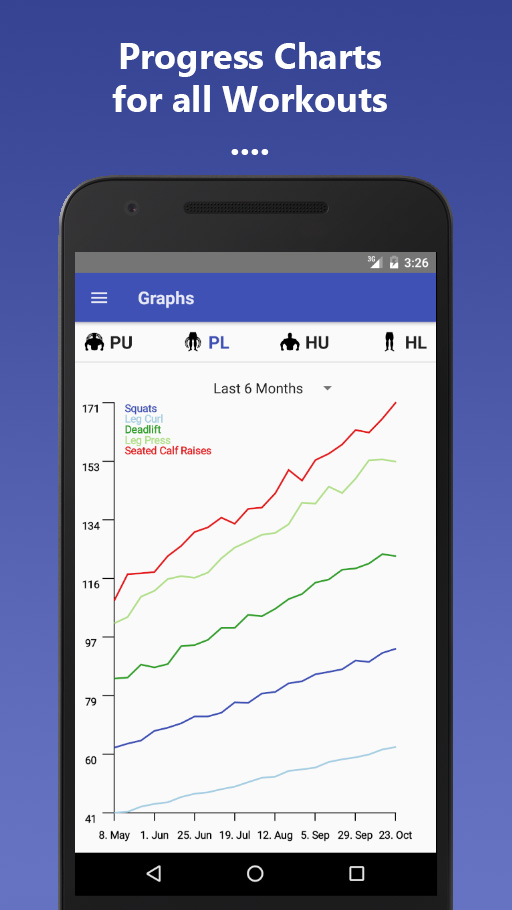 Progress Charts
for all Workouts
3G 3:26
Graphs
PU PL HU HL
Last 6 Months
171
Squats
Leg Curl
Deadlift
Leg Press
Seated Calf Raises
153
134
116
97
79
60
41
8. May 1. Jun 25. Jun 19. Jul 12. Aug 5. Sep 29. Sep 23. Oct